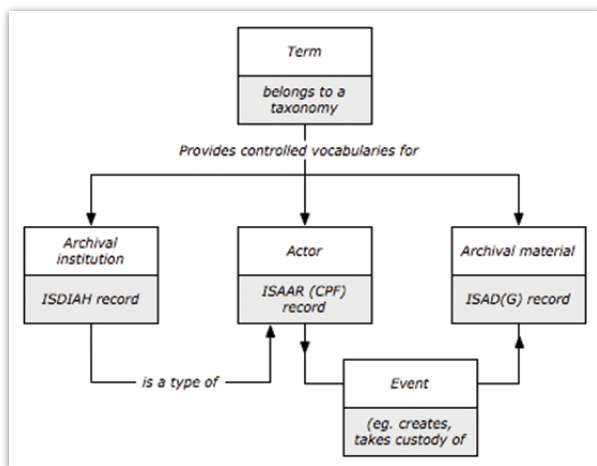 Term
belongs to a
taxonomy
Provides controlled vocabularies for
Archival
institution
ISDIAH record
Actor
ISAAR (CPF)
record
Archival material
ISAD(G) record
is a type of
Event
(eg. creates,
takes custody of